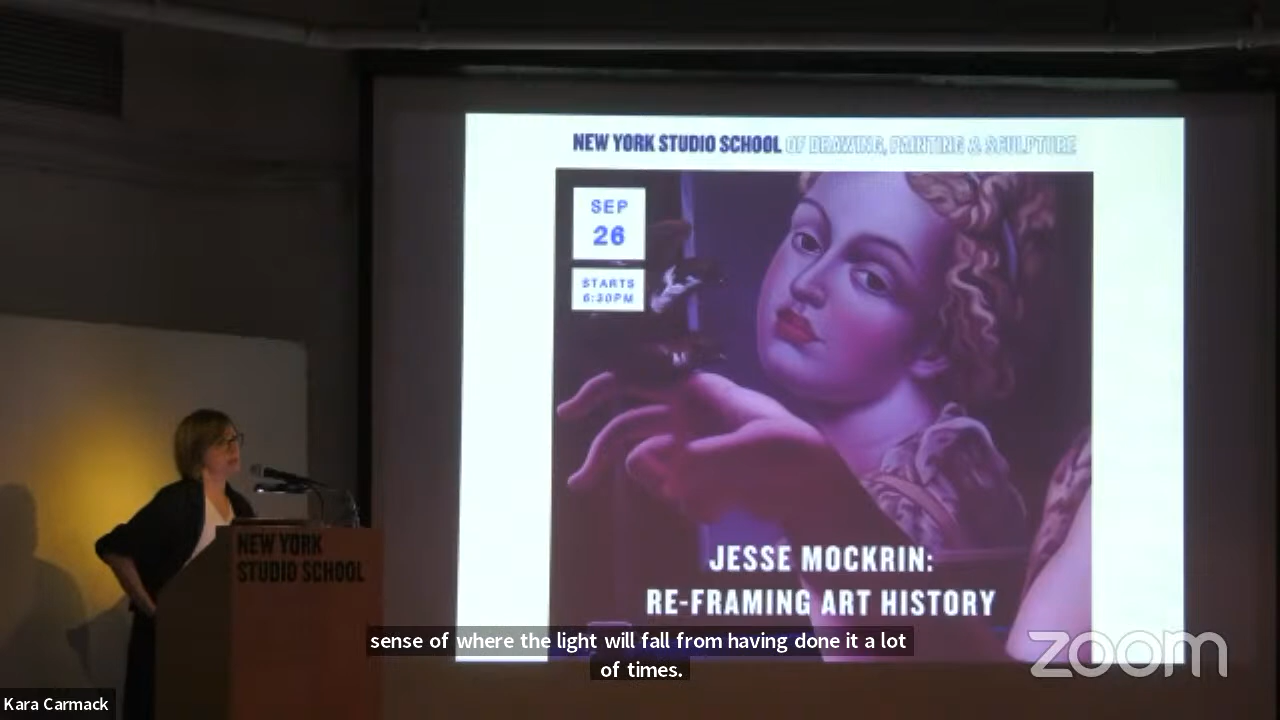 NEW YORK STUDIO SCHOOL OF DRAWING, PAINTING & SCULPTURE
SEP
26
STARTS
6:30PM
JESSE MOCKRIN:
RE-FRAMING ART HISTORY
NEW YORK
STUDIO SCHOOL
sense of where the light will fall from having done it a lot
of times.
zoom
Kara Carmack